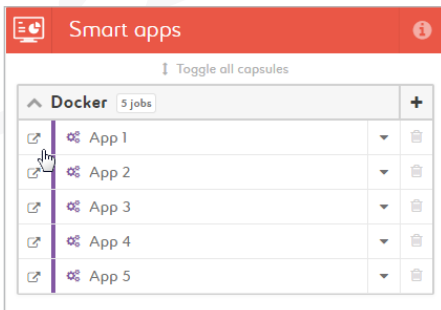 Smart apps
Toggle all capsules
Docker 5 jobs
App 1
App 2
App 3
App 4
App 5